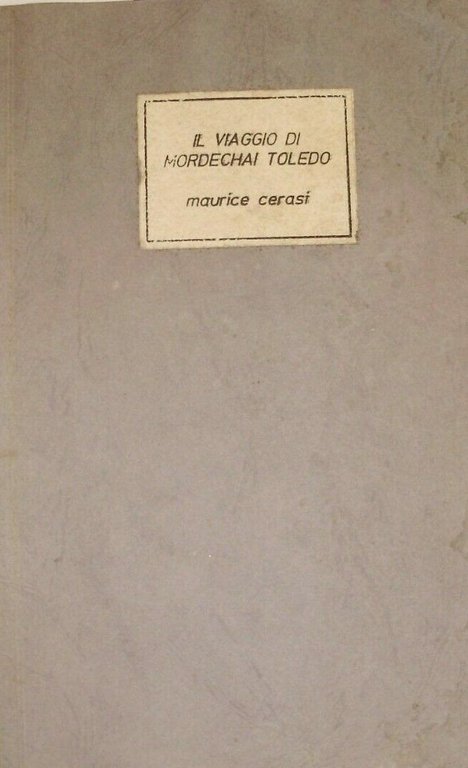 IL VIAGGIO DI
MORDECHAI TOLEDO
maurice cerasi